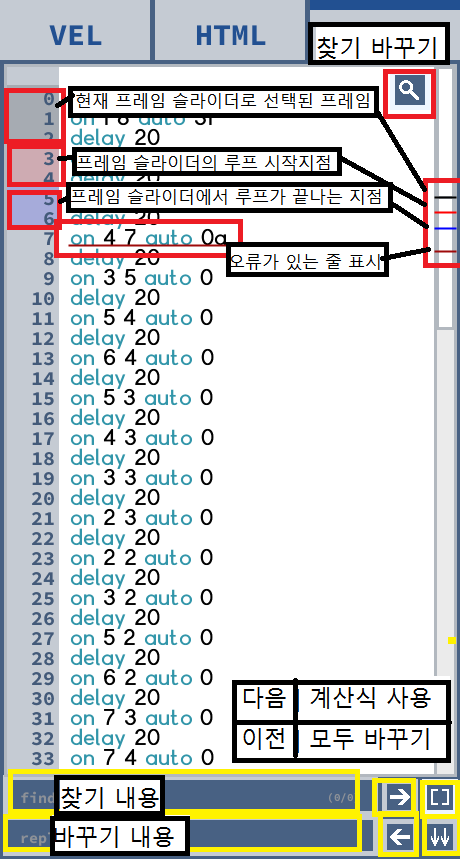 VEL HTML
찾기 바꾸기
0 현재 프레임 슬라이더로 선택된 프레임
1 on 1 8 auto
2 delay 20
3 프레임 슬라이더의 루프 시작지점
4 delay 20
5 프레임 슬라이더에서 루프가 끝나는 지점
6 delay 20
7 on 4 7 auto 0a
8 delay 20
오류가 있는 줄 표시
9 on 3 5 auto 0
10 delay 20
11 on 5 4 auto 0
12 delay 20
13 on 6 4 auto 0
14 delay 20
15 on 5 3 auto 0
16 delay 20
17 on 4 3 auto 0
18 delay 20
19 on 3 3 auto 0
20 delay 20
21 on 2 3 auto 0
22 delay 20
23 on 2 2 auto 0
24 delay 20
25 on 3 2 auto 0
26 delay 20
27 on 5 2 auto 0
28 delay 20
29 on 6 2 auto 0
30 delay 20
31 on 7 3 auto 0
32 delay 20
33 on 7 4 auto 0
다음 계산식 사용
이전 모두 바꾸기
find 찾기 내용 (0/0
rep 바꾸기 내용